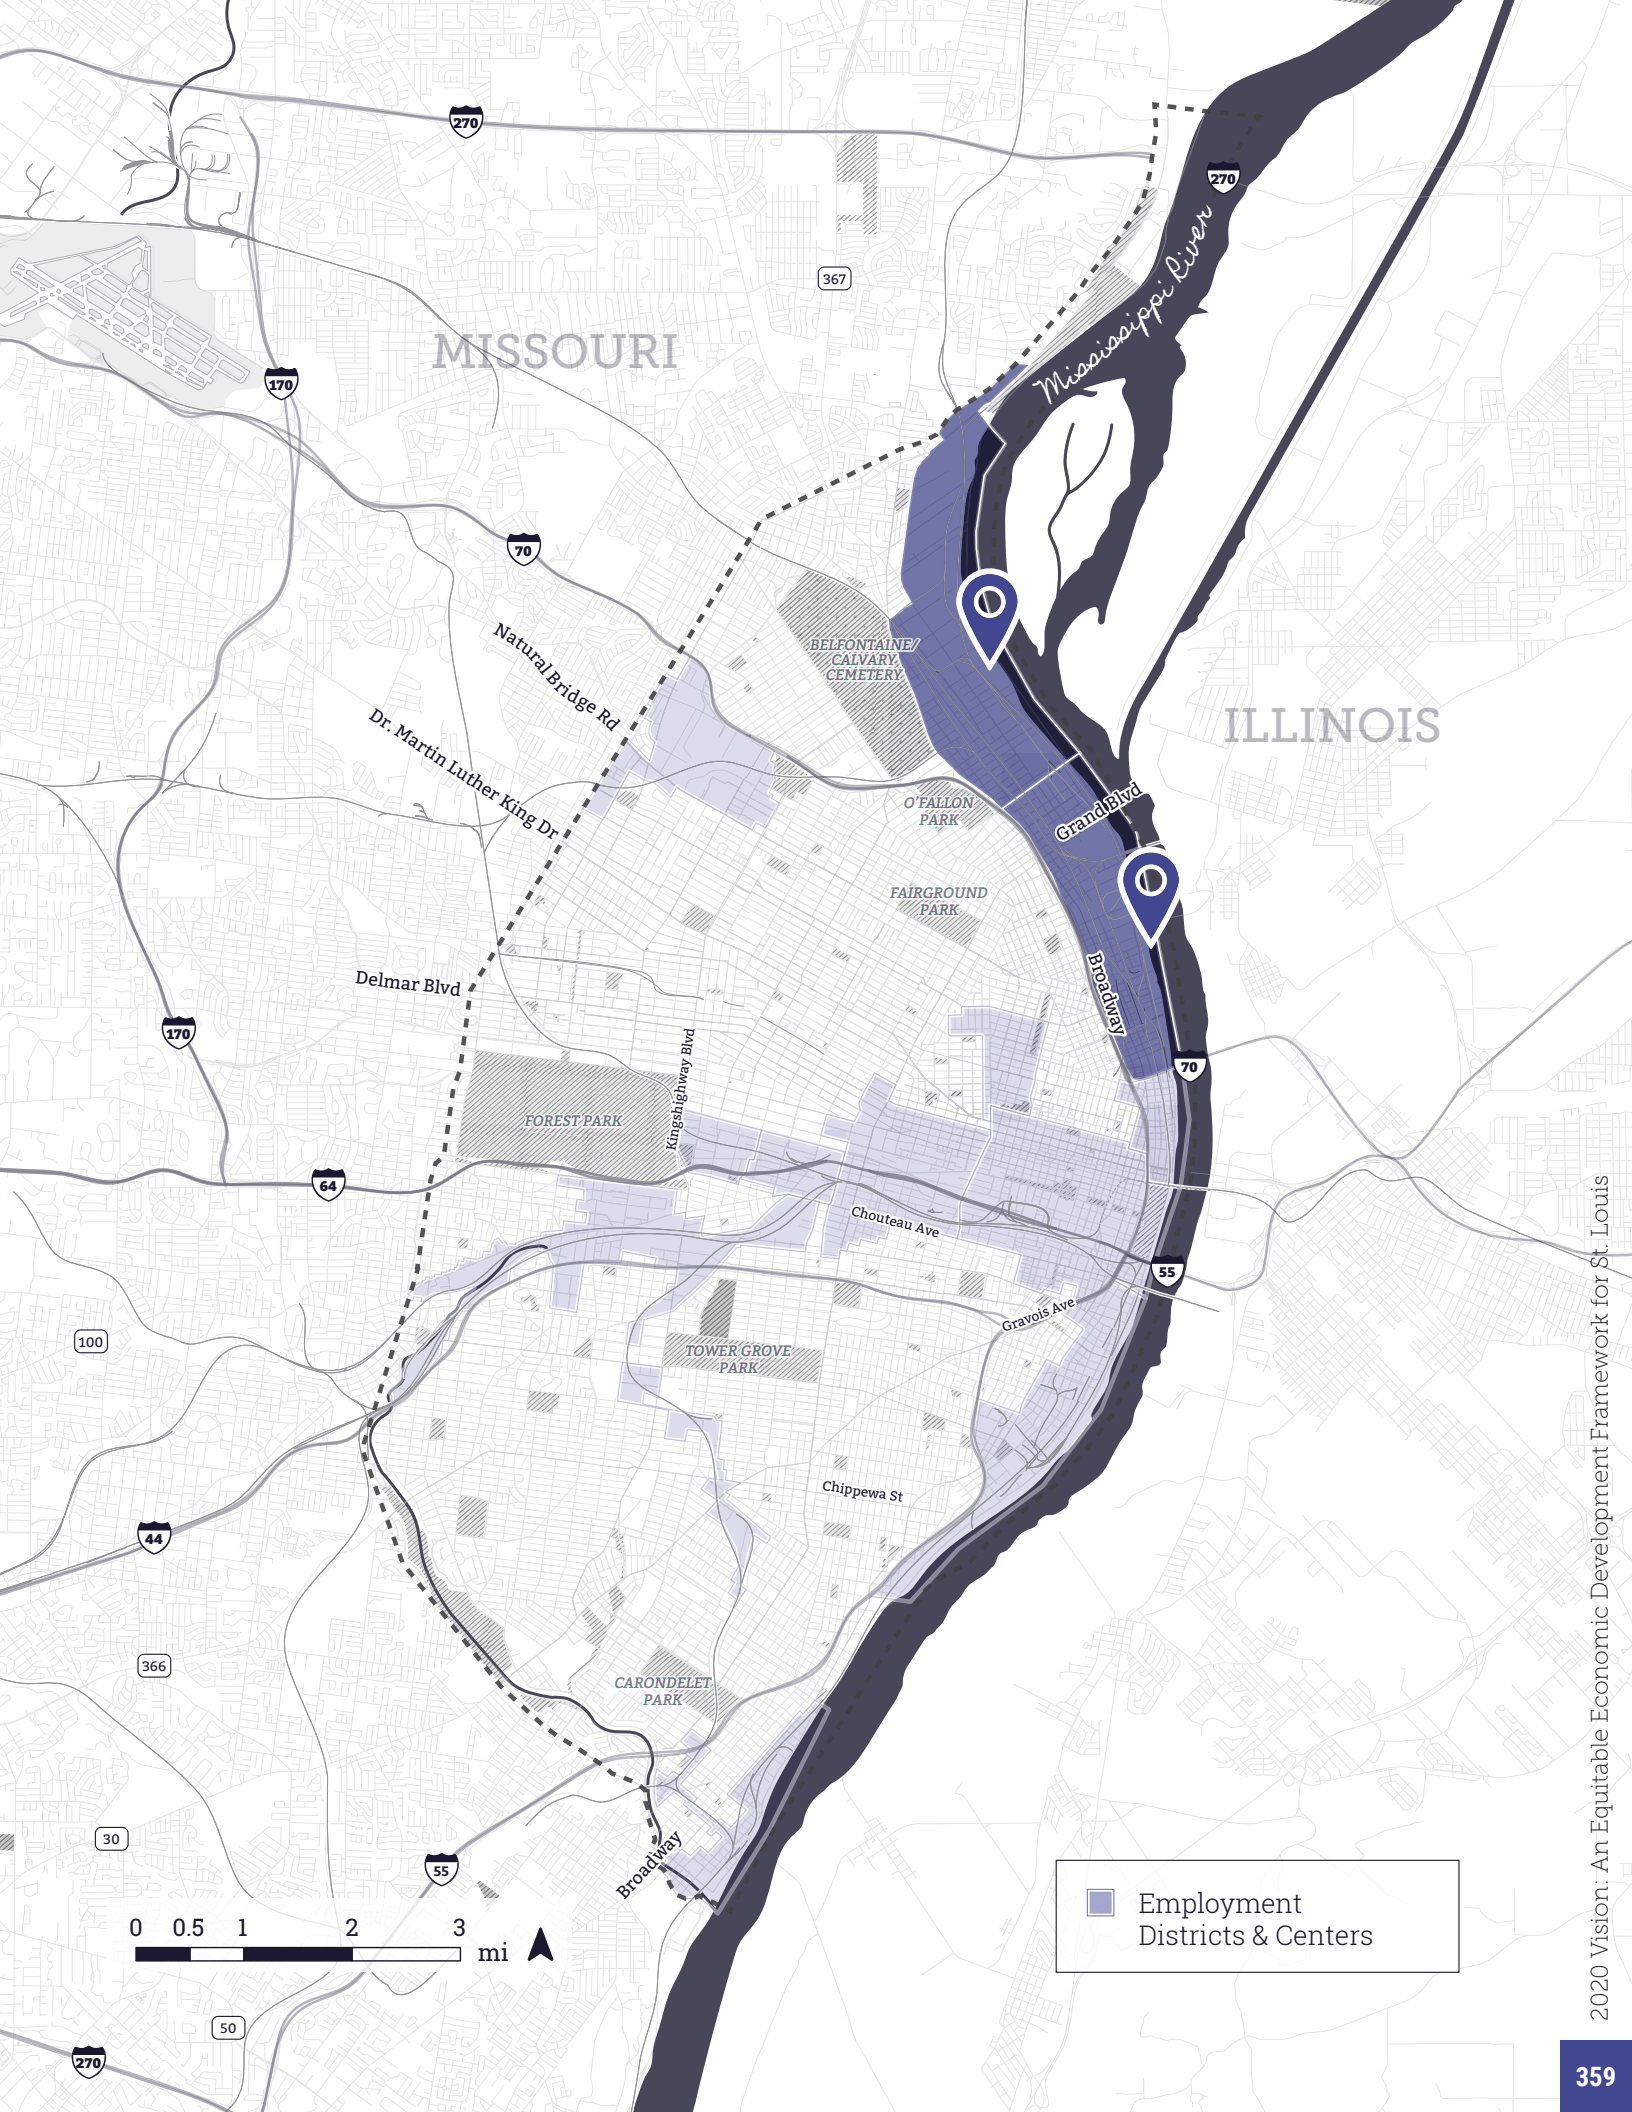 270
270
Mississippi River
367
MISSOURI
170
70
Natural Bridge Rd
BELFONTAINE/
CALVARY
CEMETERY
Dr. Martin Luther King Dr
ILLINOIS
O'FALLON
PARK
Grand Blvd
FAIRGROUND
PARK
Broadway
Delmar Blvd
170
Kingshighway Blvd
70
FOREST PARK
64
Chouteau Ave
55
Gravois Ave
100
TOWER GROVE
PARK
Chippewa St
44
366
CARONDELET
PARK
30
55
Broadway
Employment
Districts & Centers
0 0.5 1 2 3
mi
50
270
2020 Vision: An Equitable Economic Development Framework for St. Louis
359